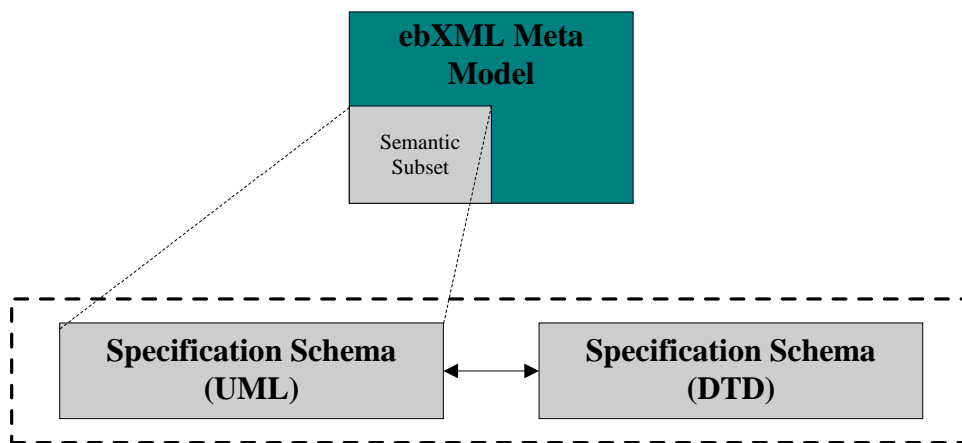 ebXML Meta
Model
Semantic
Subset
Specification Schema
(UML)
Specification Schema
(DTD)